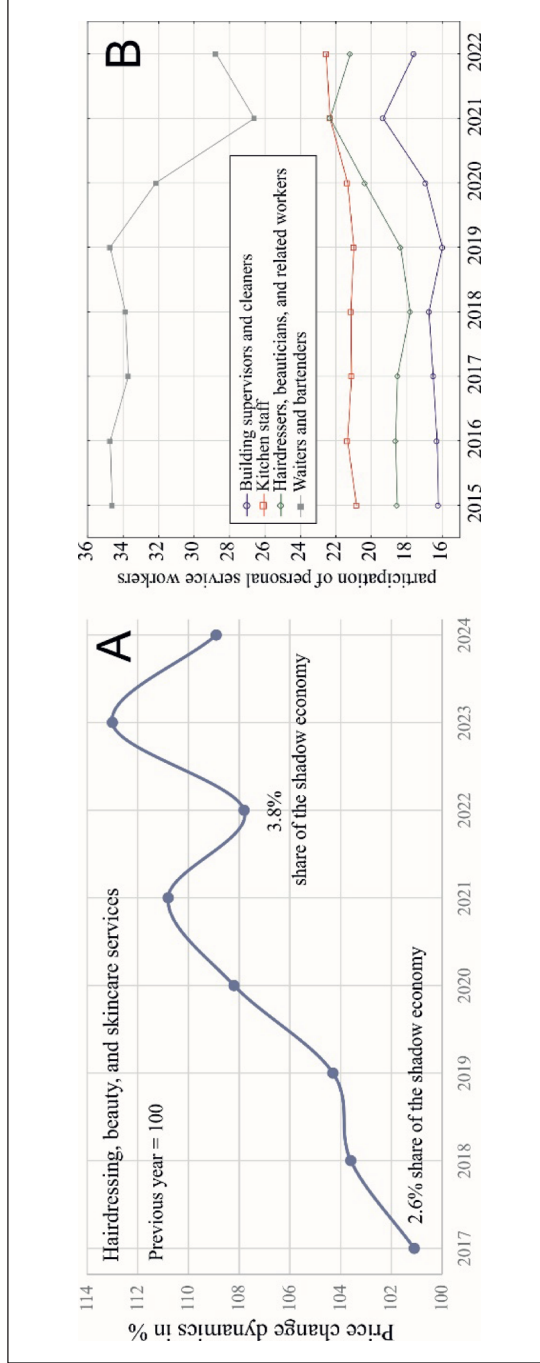 A
Hairdressing, beauty, and skincare services
Previous year = 100
Price change dynamics in %
114
112
110
108
106
104
102
100
3.8%
share of the shadow economy
2.6% share of the shadow economy
2017 2018 2019 2020 2021 2022 2023 2024
B
participation of personal service workers
36
34
32
30
28
26
24
22
20
18
16
Building supervisors and cleaners
Kitchen staff
Hairdressers, beauticians, and related workers
Waiters and bartenders
2015 2016 2017 2018 2019 2020 2021 2022